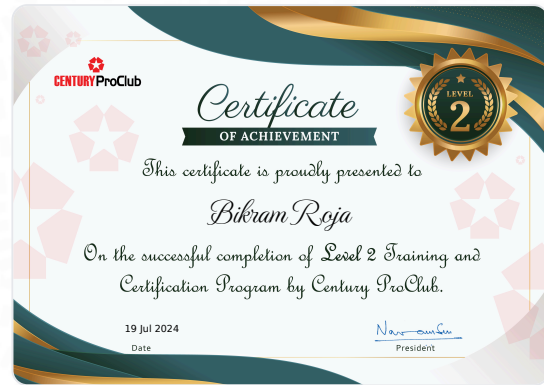 CENTURY ProClub
Certificate
OF ACHIEVEMENT
LEVEL
2
This certificate is proudly presented to
Bikram Roja
On the successful completion of Level 2 Training and
Certification Program by Century ProClub.
19 Jul 2024
Date
President